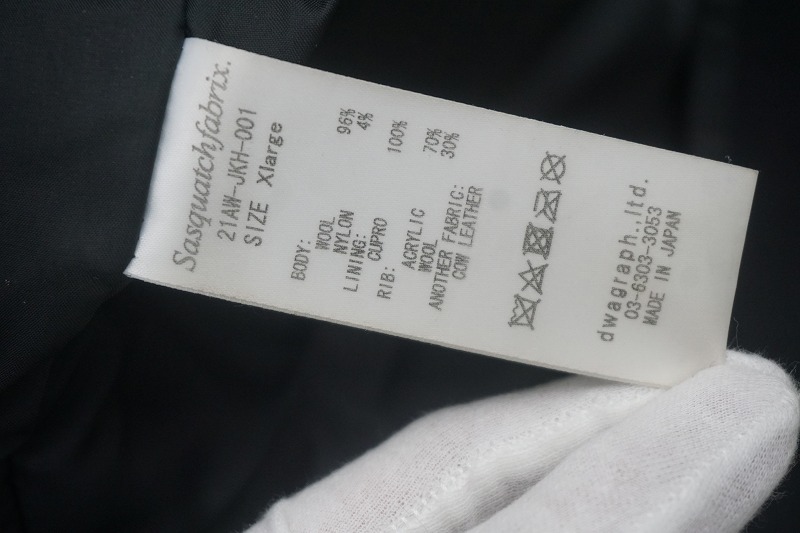 Sasquatchfabrix.
21AW-JKH-001
SIZE Xlarge
BODY:
WOOL 96%
NYLON 4%
LINING:
CUPRO 100%
RIB:
ACRYLIC 70%
WOOL 30%
ANOTHER FABRIC:
COW LEATHER
dwagraph.,ltd.
03-6303-3053
MADE IN JAPAN